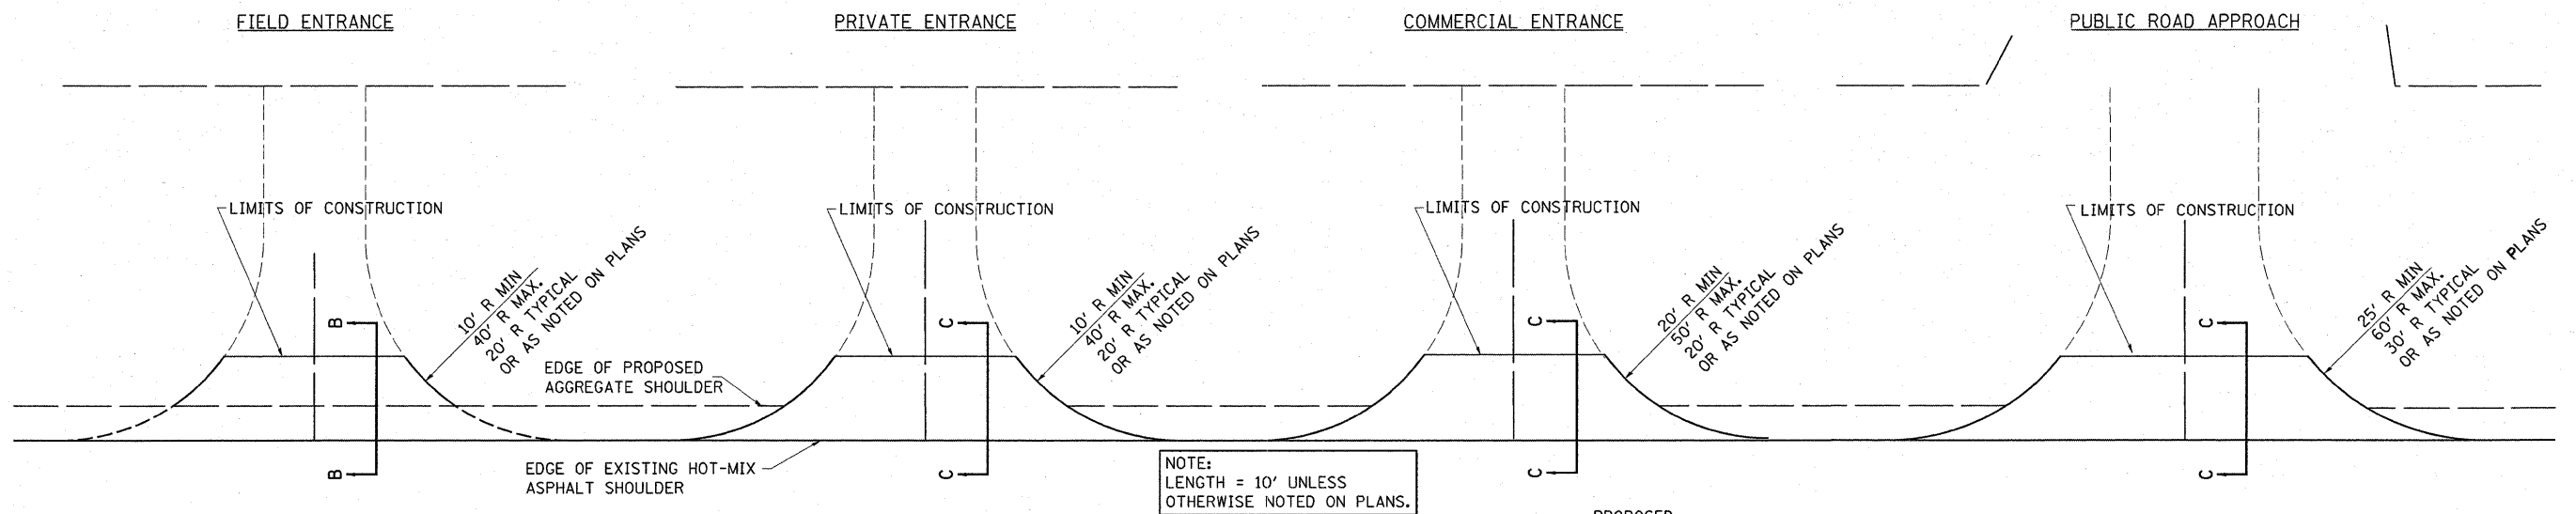 FIELD ENTRANCE
PRIVATE ENTRANCE
COMMERCIAL ENTRANCE
PUBLIC ROAD APPROACH
LIMITS OF CONSTRUCTION
10' R MIN
40' R MAX.
20' R TYPICAL
OR AS NOTED ON PLANS
B
B
EDGE OF PROPOSED
AGGREGATE SHOULDER
EDGE OF EXISTING HOT-MIX
ASPHALT SHOULDER
LIMITS OF CONSTRUCTION
10' R MIN
40' R MAX.
20' R TYPICAL
OR AS NOTED ON PLANS
C
C
NOTE:
LENGTH = 10' UNLESS
OTHERWISE NOTED ON PLANS.
LIMITS OF CONSTRUCTION
20' R MIN
50' R MAX.
20' R TYPICAL
OR AS NOTED ON PLANS
C
C
LIMITS OF CONSTRUCTION
25' R MIN
60' R MAX.
30' R TYPICAL
OR AS NOTED ON PLANS
C
C
PROPOSED